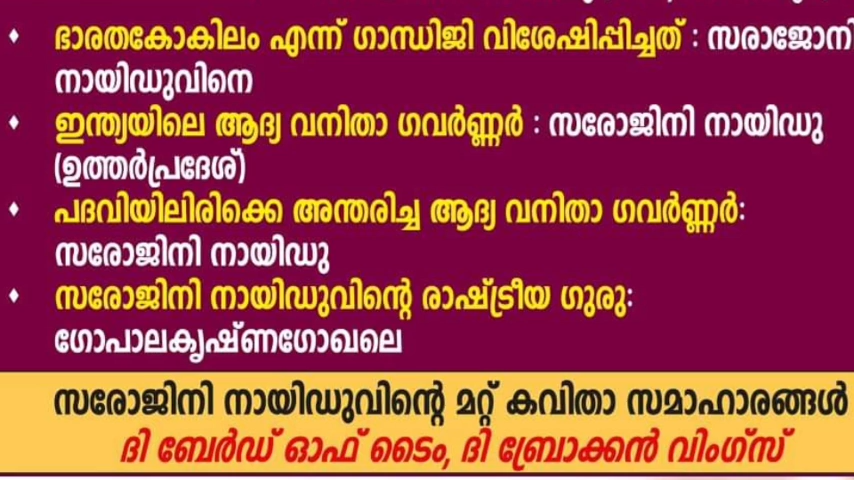 ♦ ഭാരതകോകിലം എന്ന് ഗാന്ധിജി വിശേഷിപ്പിച്ചത് : സരാജോനി
നായിഡുവിനെ
♦ ഇന്ത്യയിലെ ആദ്യ വനിതാ ഗവർണ്ണർ : സരോജിനി നായിഡു
(ഉത്തർപ്രദേശ്)
♦ പദവിയിലിരിക്കെ അന്തരിച്ച ആദ്യ വനിതാ ഗവർണ്ണർ:
സരോജിനി നായിഡു
♦ സരോജിനി നായിഡുവിന്റെ രാഷ്ട്രീയ ഗുരു:
ഗോപാലകൃഷ്ണഗോഖലെ
സരോജിനി നായിഡുവിന്റെ മറ്റ് കവിതാ സമാഹാരങ്ങൾ
ദി ബേർഡ് ഓഫ് ടൈം, ദി ബ്രോക്കൻ വിംഗ്സ്